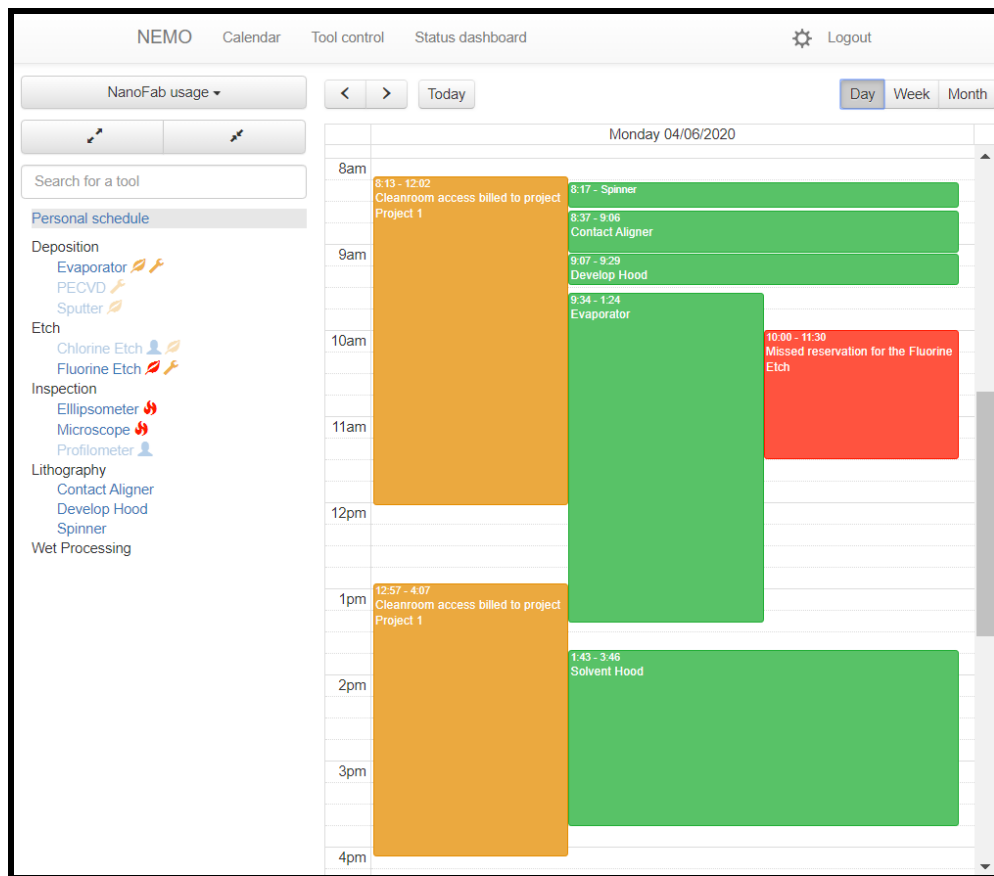 NEMO Calendar Tool control Status dashboard Logout
NanoFab usage
Search for a tool
Personal schedule
Deposition
Evaporator
PECVD
Sputter
Etch
Chlorine Etch
Fluorine Etch
Inspection
Elllipsometer
Microscope
Profilometer
Lithography
Contact Aligner
Develop Hood
Spinner
Wet Processing
Today
Day Week Month
Monday 04/06/2020
8am
9am
10am
11am
12pm
1pm
2pm
3pm
4pm
8:13 - 12:02
Cleanroom access billed to project
Project 1
12:57 - 4:07
Cleanroom access billed to project
Project 1
8:17 - Spinner
8:37 - 9:06
Contact Aligner
9:07 - 9:29
Develop Hood
9:34 - 1:24
Evaporator
10:00 - 11:30
Missed reservation for the Fluorine
Etch
1:43 - 3:46
Solvent Hood